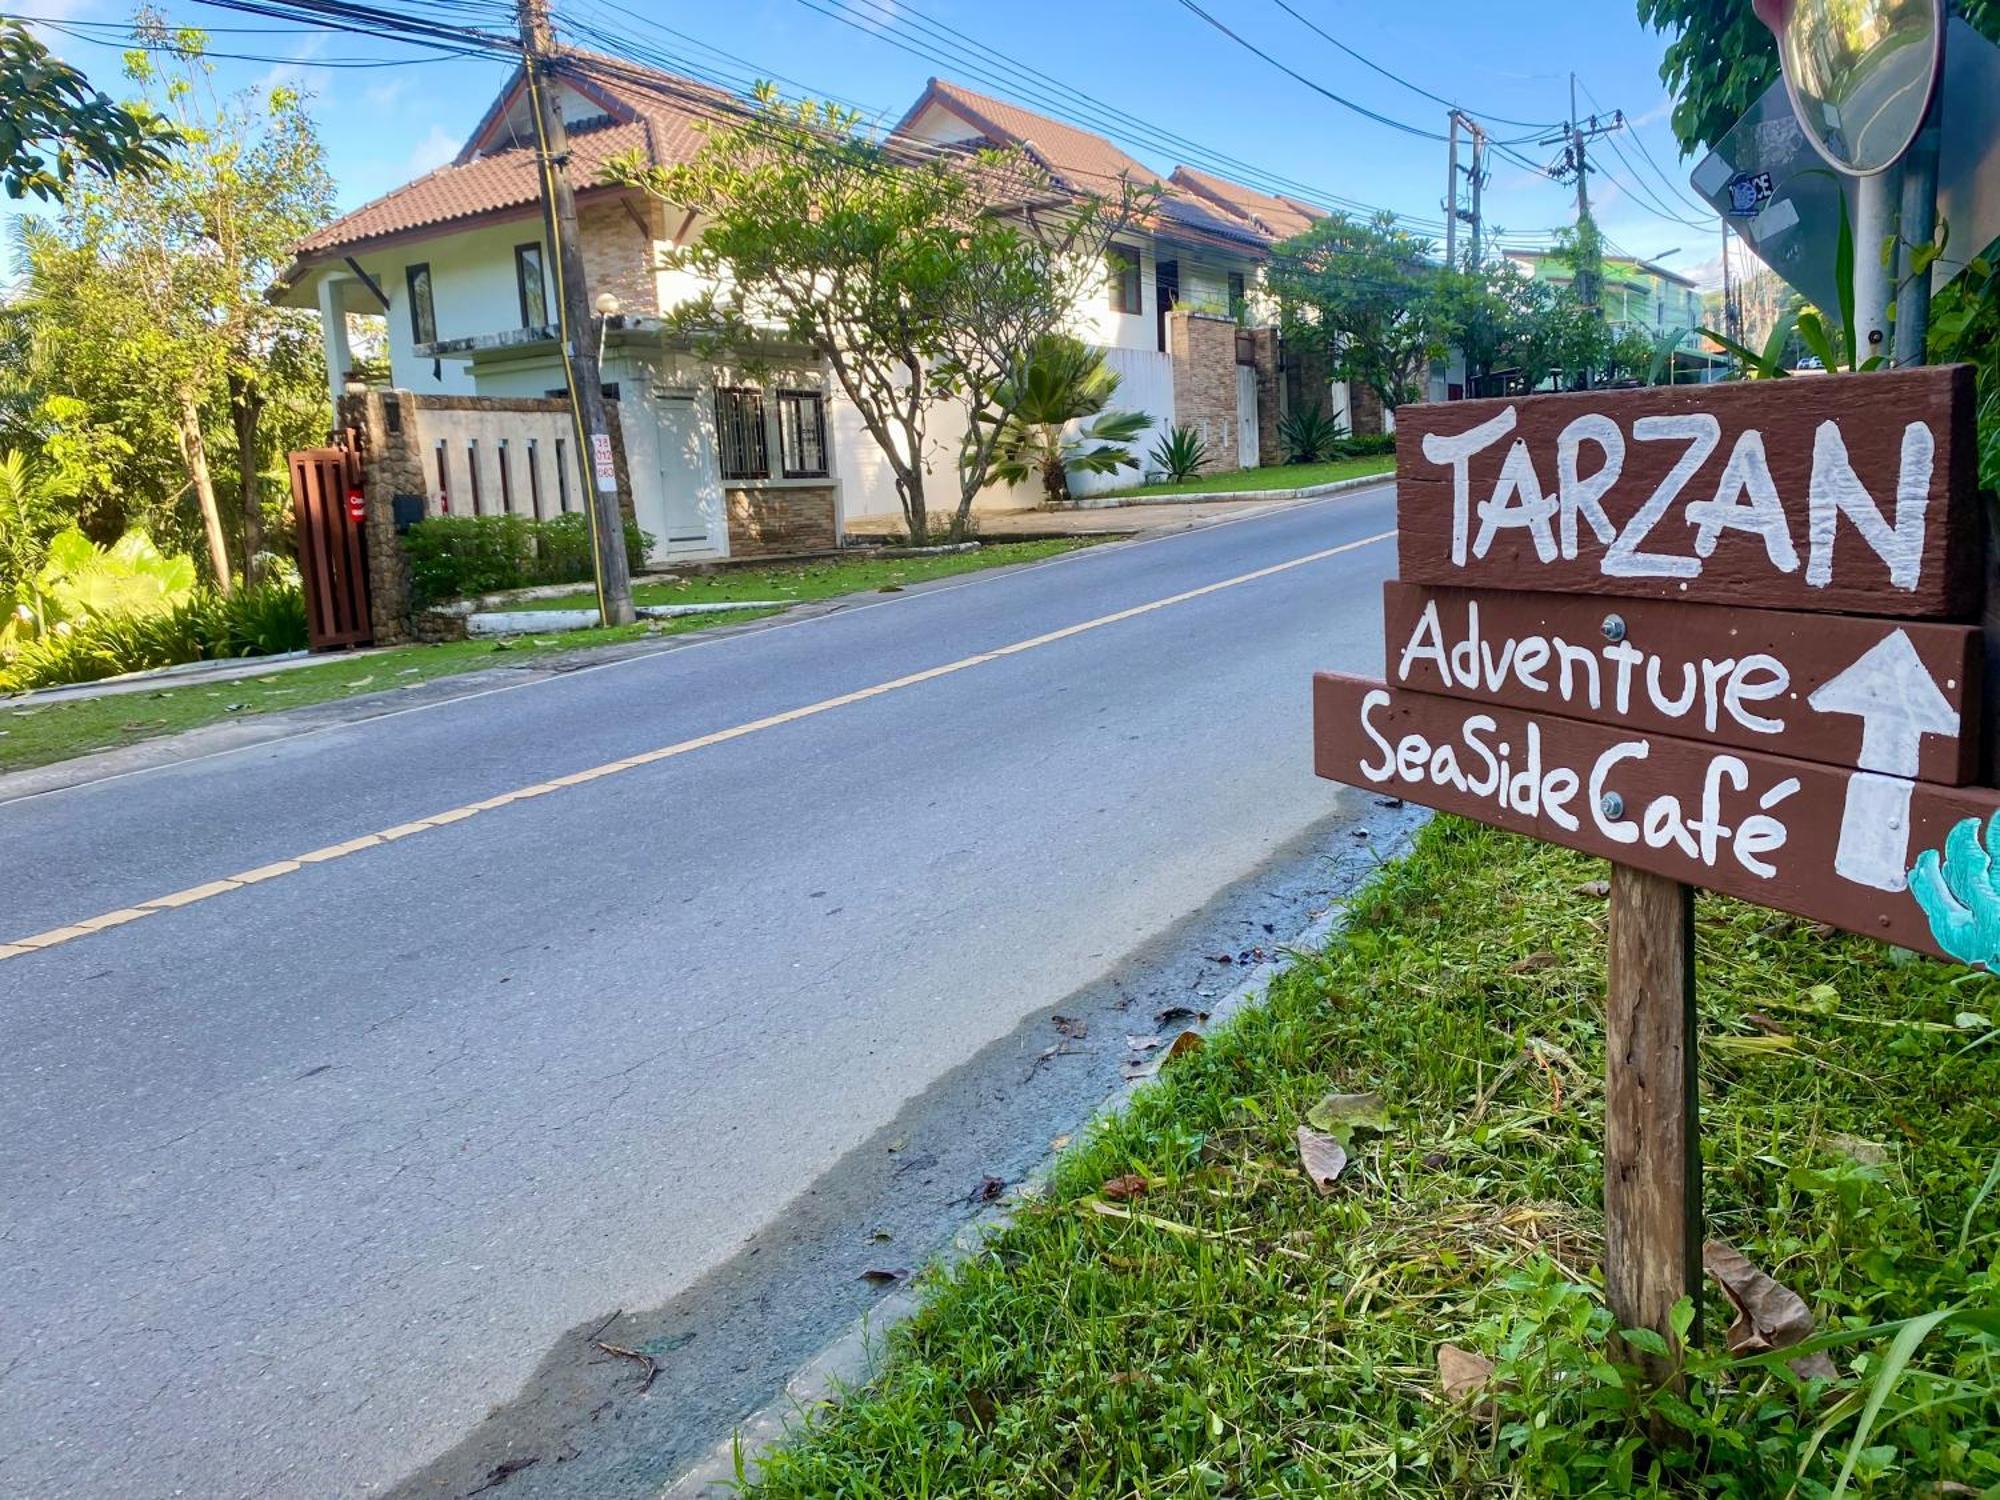 TARZAN
Adventure
SeaSide Café